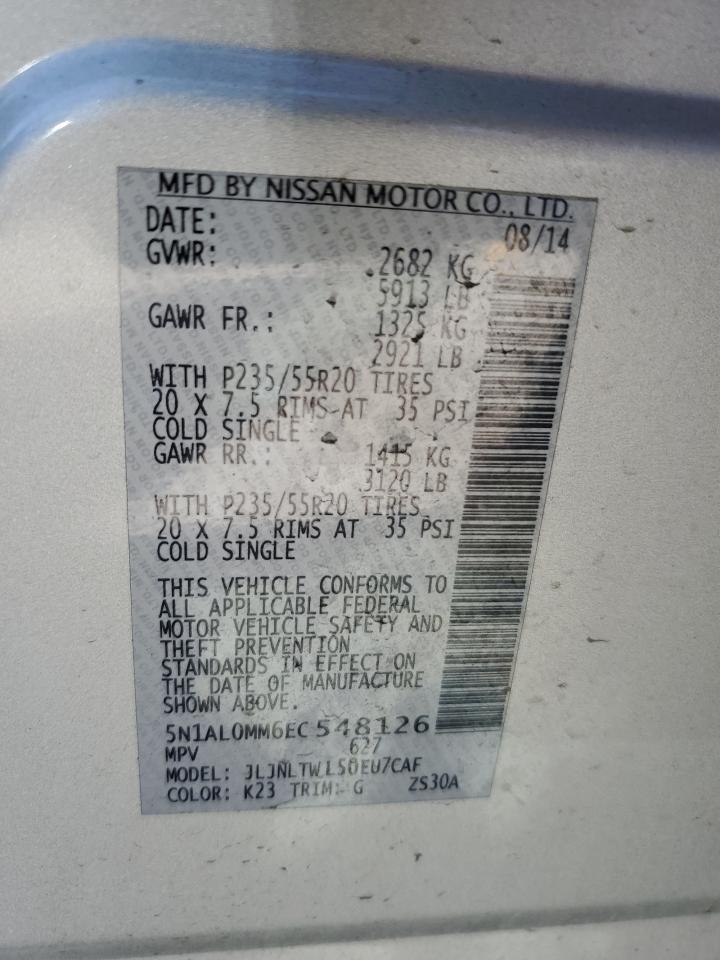 MFD BY NISSAN MOTOR CO., LTD.
DATE: 08/14
GVWR: 2682 KG
5913 LB
GAWR FR.: 1325 KG
2921 LB
WITH P235/55R20 TIRES
20 X 7.5 RIMS AT 35 PSI
COLD SINGLE
GAWR RR.: 1415 KG
3120 LB
WITH P235/55R20 TIRES
20 X 7.5 RIMS AT 35 PSI
COLD SINGLE
THIS VEHICLE CONFORMS TO
ALL APPLICABLE FEDERAL
MOTOR VEHICLE SAFETY AND
THEFT PREVENTION
STANDARDS IN EFFECT ON
THE DATE OF MANUFACTURE
SHOWN ABOVE.
5N1AL0MM6EC548126
MPV 627
MODEL: JLJNLTWL50EU7CAF
COLOR: K23 TRIM: G ZS30A